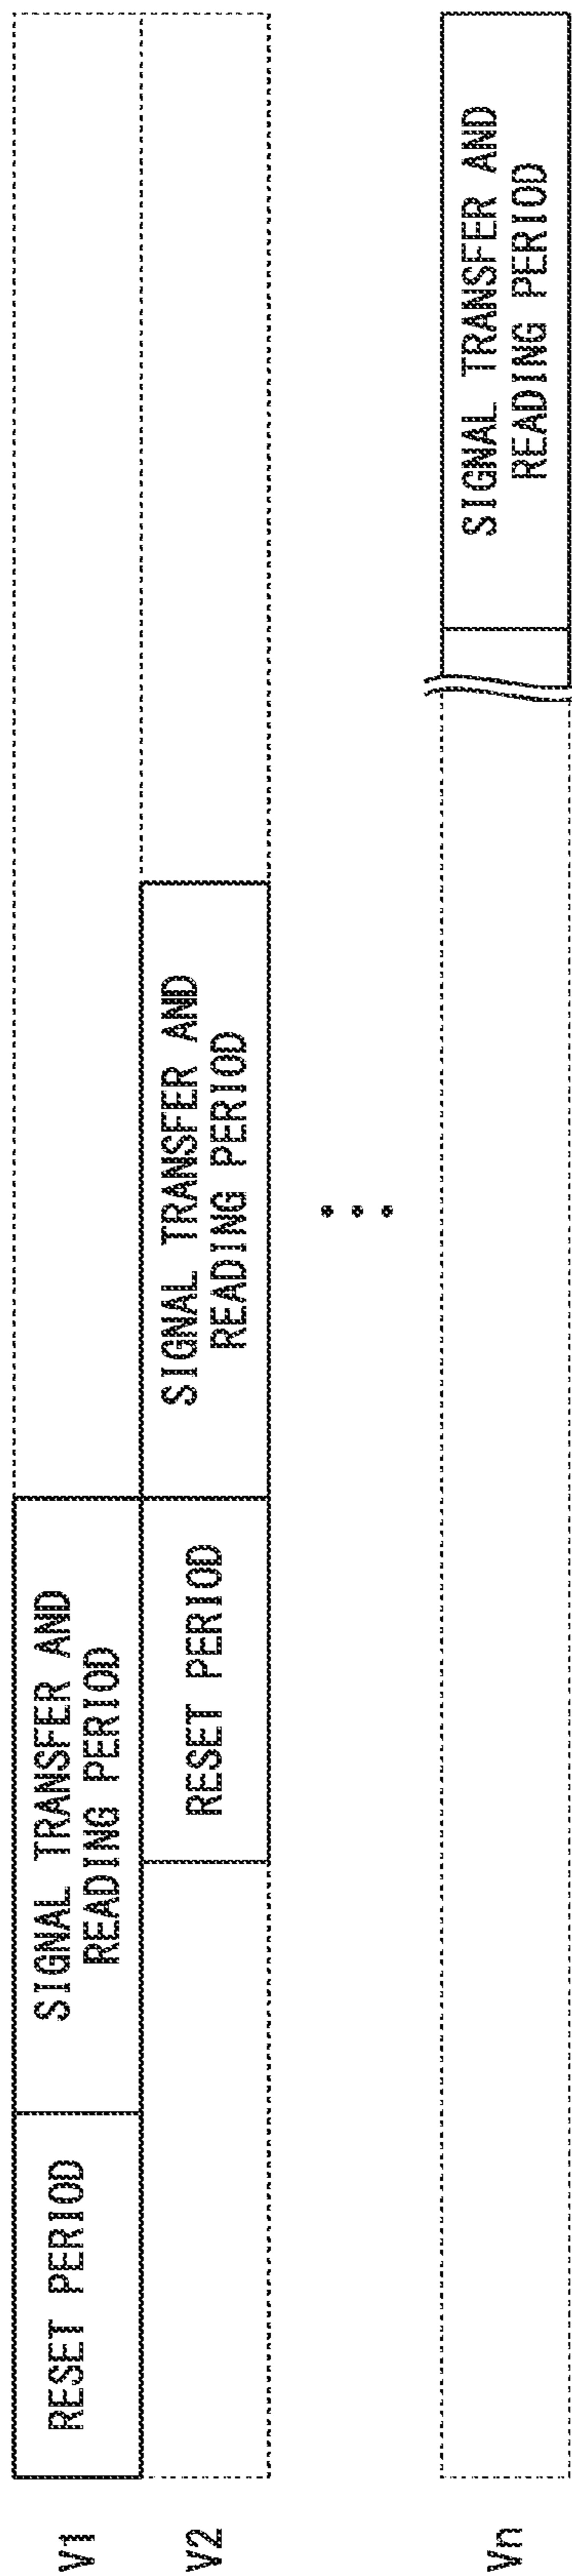 V1
RESET PERIOD
SIGNAL TRANSFER AND
READING PERIOD
V2
RESET PERIOD
SIGNAL TRANSFER AND
READING PERIOD
Vn
SIGNAL TRANSFER AND
READING PERIOD